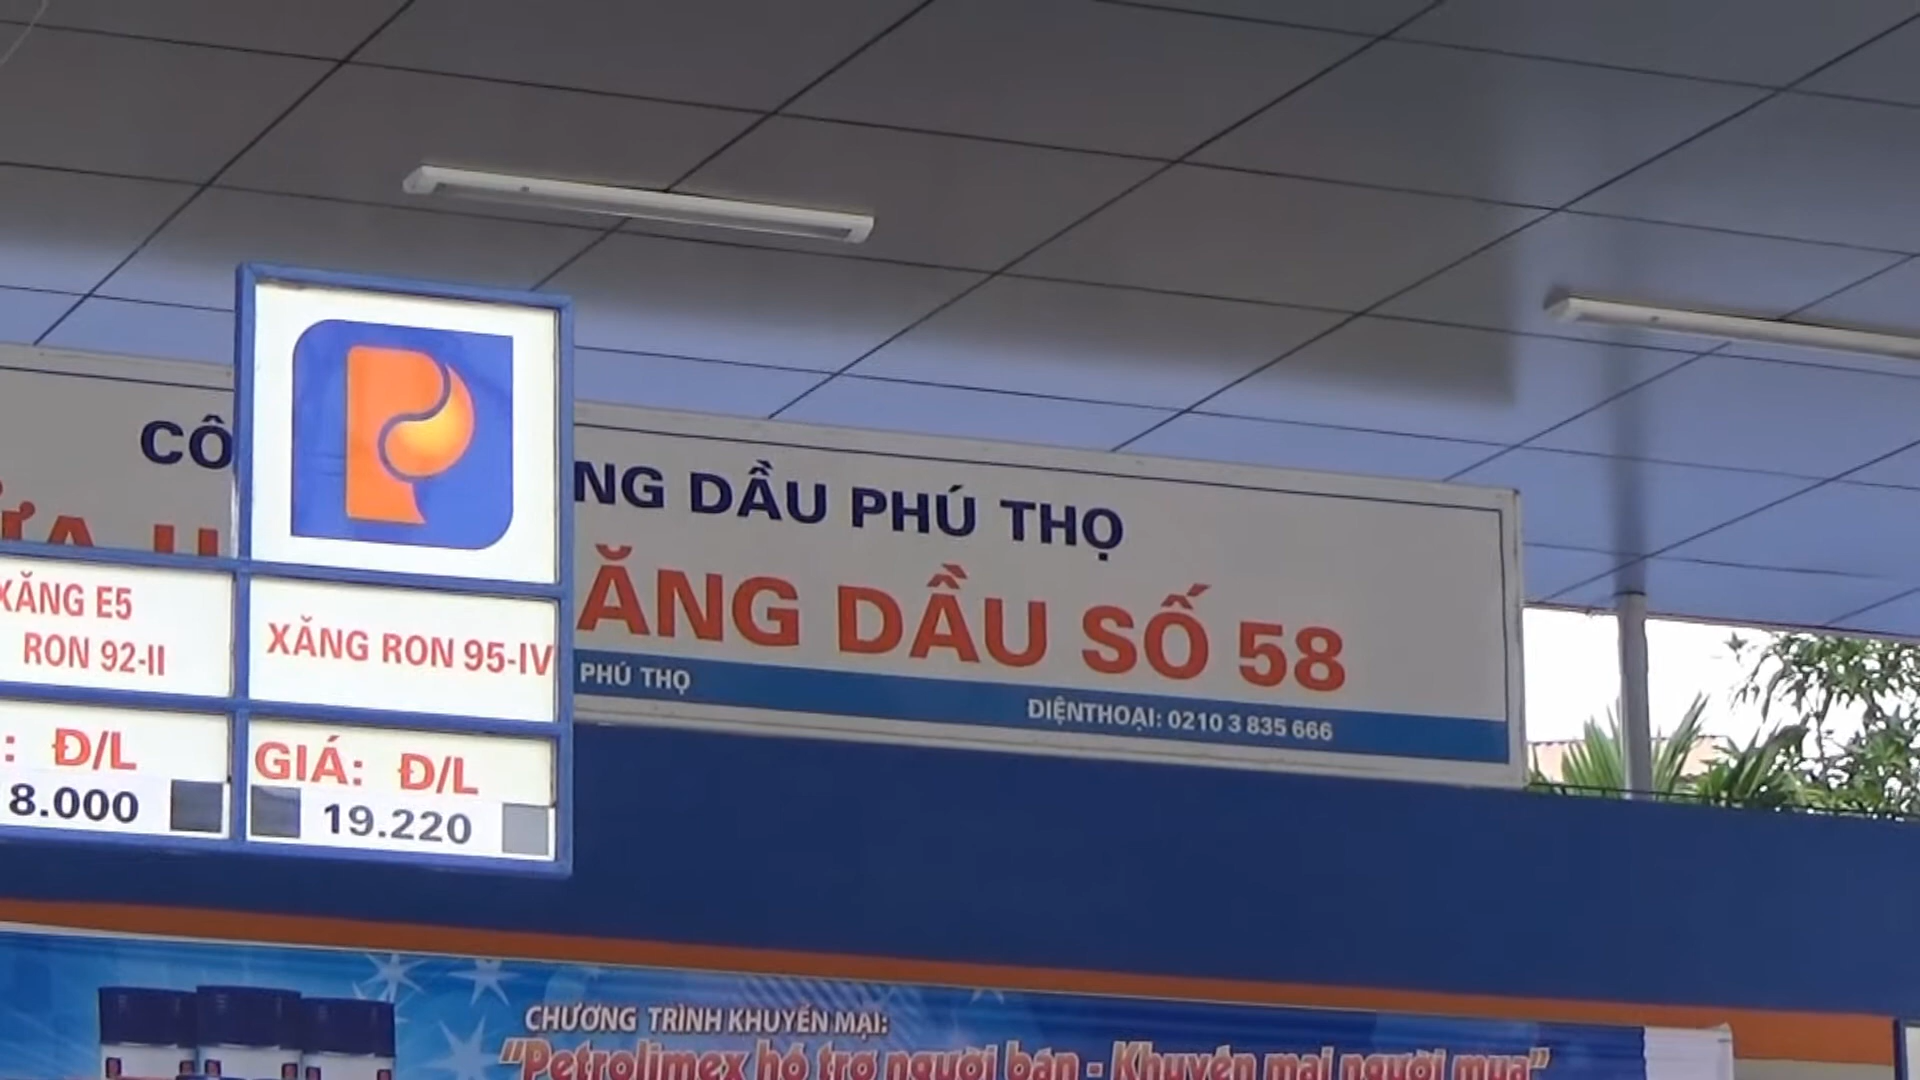 CÔ NG DẦU PHÚ THỌ
ĂNG DẦU SỐ 58
PHÚ THỌ
ĐIỆNTHOẠI: 0210 3 835 666
XĂNG E5
RON 92-II
: Đ/L
8.000
XĂNG RON 95-IV
GIÁ: Đ/L
19.220
CHƯƠNG TRÌNH KHUYẾN MẠI:
"Petrolimex hỗ trợ người bán - Khuyến mại người mua"